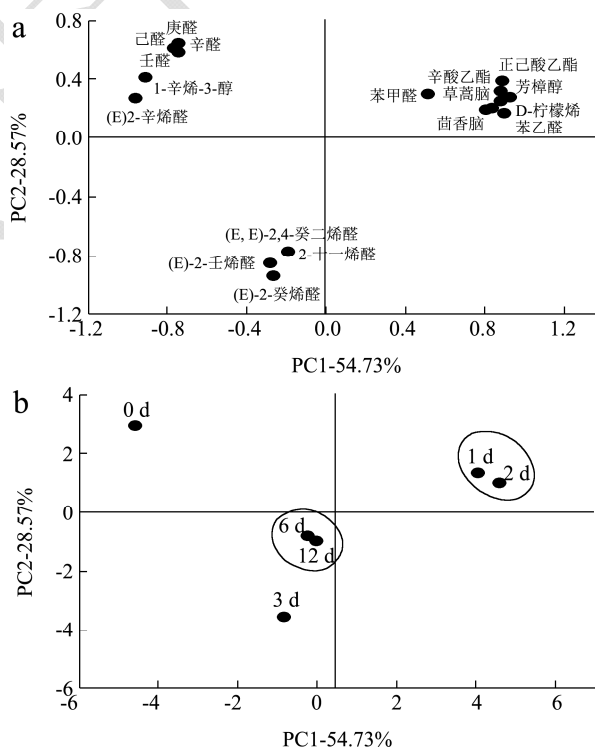 a
0.8
0.4
0.0
-0.4
-0.8
-1.2
PC2-28.57%
庚醛
己醛
辛醛
壬醛
1-辛烯-3-醇
(E)2-辛烯醛
正己酸乙酯
辛酸乙酯
芳樟醇
苯甲醛
草蒿脑
D-柠檬烯
茴香脑
苯乙醛
(E, E)-2,4-癸二烯醛
2-十一烯醛
(E)-2-壬烯醛
(E)-2-癸烯醛
-1.2
-0.8
-0.4
0.0
0.4
0.8
1.2
PC1-54.73%
b
4
2
0
-2
-4
-6
PC2-28.57%
0 d
1 d
2 d
6 d
12 d
3 d
-6
-4
-2
0
2
4
6
PC1-54.73%